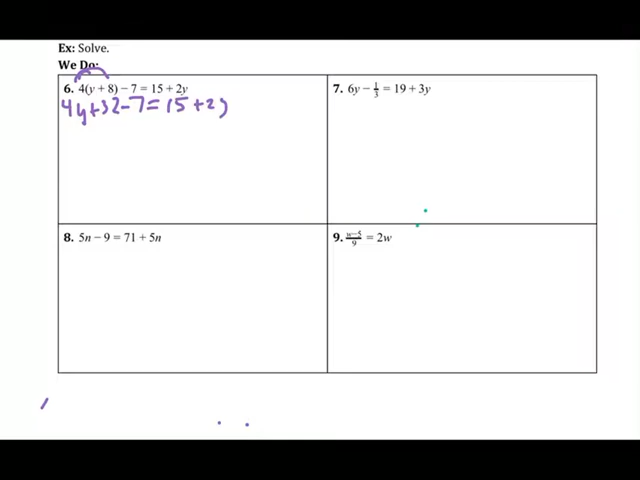 Ex: Solve.
We Do:
6. 4(y + 8) − 7 = 15 + 2y
4y+32-7=15+2y
7. 6y − 1/3 = 19 + 3y
8. 5n − 9 = 71 + 5n
9. w−5/9 = 2w